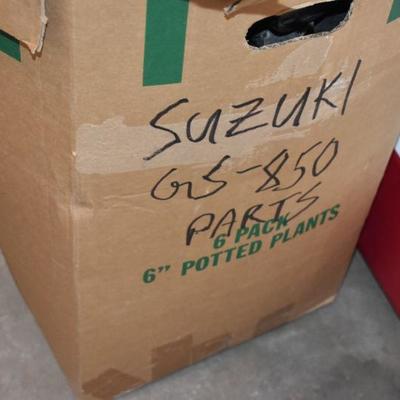 SUZUKI
GS-850
PARTS
6 PACK
6" POTTED PLANTS